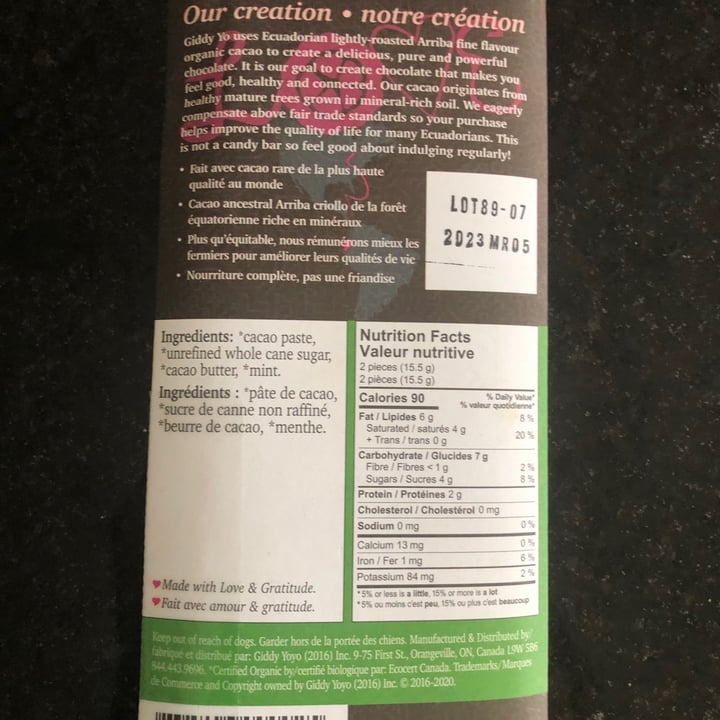 Our creation • notre création
Giddy Yo uses Ecuadorian lightly-roasted Arriba fine flavour
organic cacao to create a delicious, pure and powerful
chocolate. It is our goal to create chocolate that makes you
feel good, healthy and connected. Our cacao originates from
healthy mature trees grown in mineral-rich soil. We eagerly
compensate above fair trade standards so your purchase
helps improve the quality of life for many Ecuadorians. This
is not a candy bar so feel good about indulging regularly!
• Fait avec cacao rare de la plus haute
qualité au monde
• Cacao ancestral Arriba criollo de la forêt
équatorienne riche en minéraux
• Plus qu'équitable, nous rémunérons mieux les
fermiers pour améliorer leurs qualités de vie
• Nourriture complète, pas une friandise
LOT89-07
2023 MR05
Ingredients: *cacao paste,
*unrefined whole cane sugar,
*cacao butter, *mint.
Ingrédients : *pâte de cacao,
*sucre de canne non raffiné,
*beurre de cacao, *menthe.
♥Made with Love & Gratitude.
♥Fait avec amour & gratitude.
Nutrition Facts
Valeur nutritive
2 pieces (15.5 g)
2 pièces (15.5 g)
Calories 90 % Daily Value*
% valeur quotidienne*
Fat / Lipides 6 g 8 %
Saturated / saturés 4 g
+ Trans / trans 0 g 20 %
Carbohydrate / Glucides 7 g
Fibre / Fibres < 1 g 2 %
Sugars / Sucres 4 g 8 %
Protein / Protéines 2 g
Cholesterol / Cholestérol 0 mg
Sodium 0 mg 0 %
Calcium 13 mg 0 %
Iron / Fer 1 mg 6 %
Potassium 84 mg 2 %
*5% or less is a little, 15% or more is a lot
*5% ou moins c'est peu, 15% ou plus c'est beaucoup
Keep out of reach of dogs. Garder hors de la portée des chiens. Manufactured & Distributed by/
fabriqué et distribué par: Giddy Yoyo (2016) Inc. 9-75 First St., Orangeville, ON, Canada L9W 5B6
844.443.9696. *Certified Organic by/certifié biologique par: Ecocert Canada. Trademarks/Marques
de Commerce and Copyright owned by Giddy Yoyo (2016) Inc. © 2016-2020.